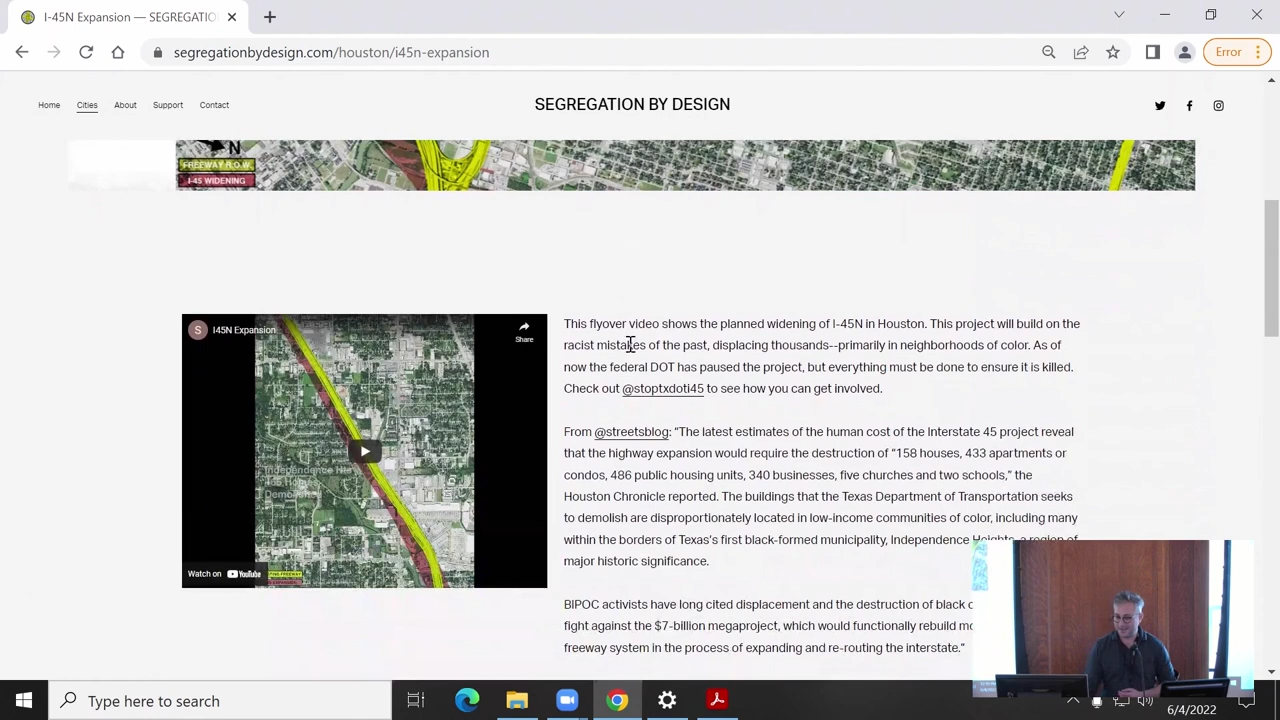 I-45N Expansion — SEGREGATIO
segregationbydesign.com/houston/i45n-expansion
Error
Home Cities About Support Contact
SEGREGATION BY DESIGN
N
FREEWAY R.O.W.
I-45 WIDENING
S
I45N Expansion
Share
Independence Hts
Demolished
Watch on YouTube
This flyover video shows the planned widening of I-45N in Houston. This project will build on the
racist mistakes of the past, displacing thousands--primarily in neighborhoods of color. As of
now the federal DOT has paused the project, but everything must be done to ensure it is killed.
Check out @stoptxdoti45 to see how you can get involved.
From @streetsblog: “The latest estimates of the human cost of the Interstate 45 project reveal
that the highway expansion would require the destruction of “158 houses, 433 apartments or
condos, 486 public housing units, 340 businesses, five churches and two schools,” the
Houston Chronicle reported. The buildings that the Texas Department of Transportation seeks
to demolish are disproportionately located in low-income communities of color, including many
within the borders of Texas’s first black-formed municipality, Independence Heights, a region of
major historic significance.
BIPOC activists have long cited displacement and the destruction of black
fight against the $7-billion megaproject, which would functionally rebuild
freeway system in the process of expanding and re-routing the interstate.”
Type here to search
6/4/2022